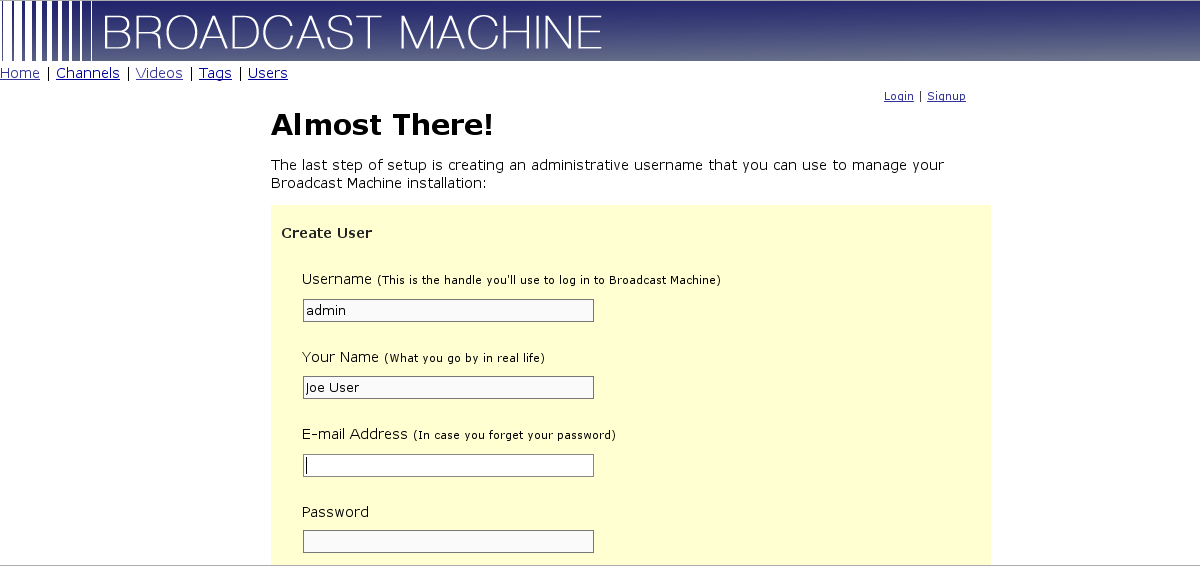 BROADCAST MACHINE
Home | Channels | Videos | Tags | Users
Login | Signup
Almost There!
The last step of setup is creating an administrative username that you can use to manage your
Broadcast Machine installation:
Create User
Username (This is the handle you'll use to log in to Broadcast Machine)
admin
Your Name (What you go by in real life)
Joe User
E-mail Address (In case you forget your password)
Password